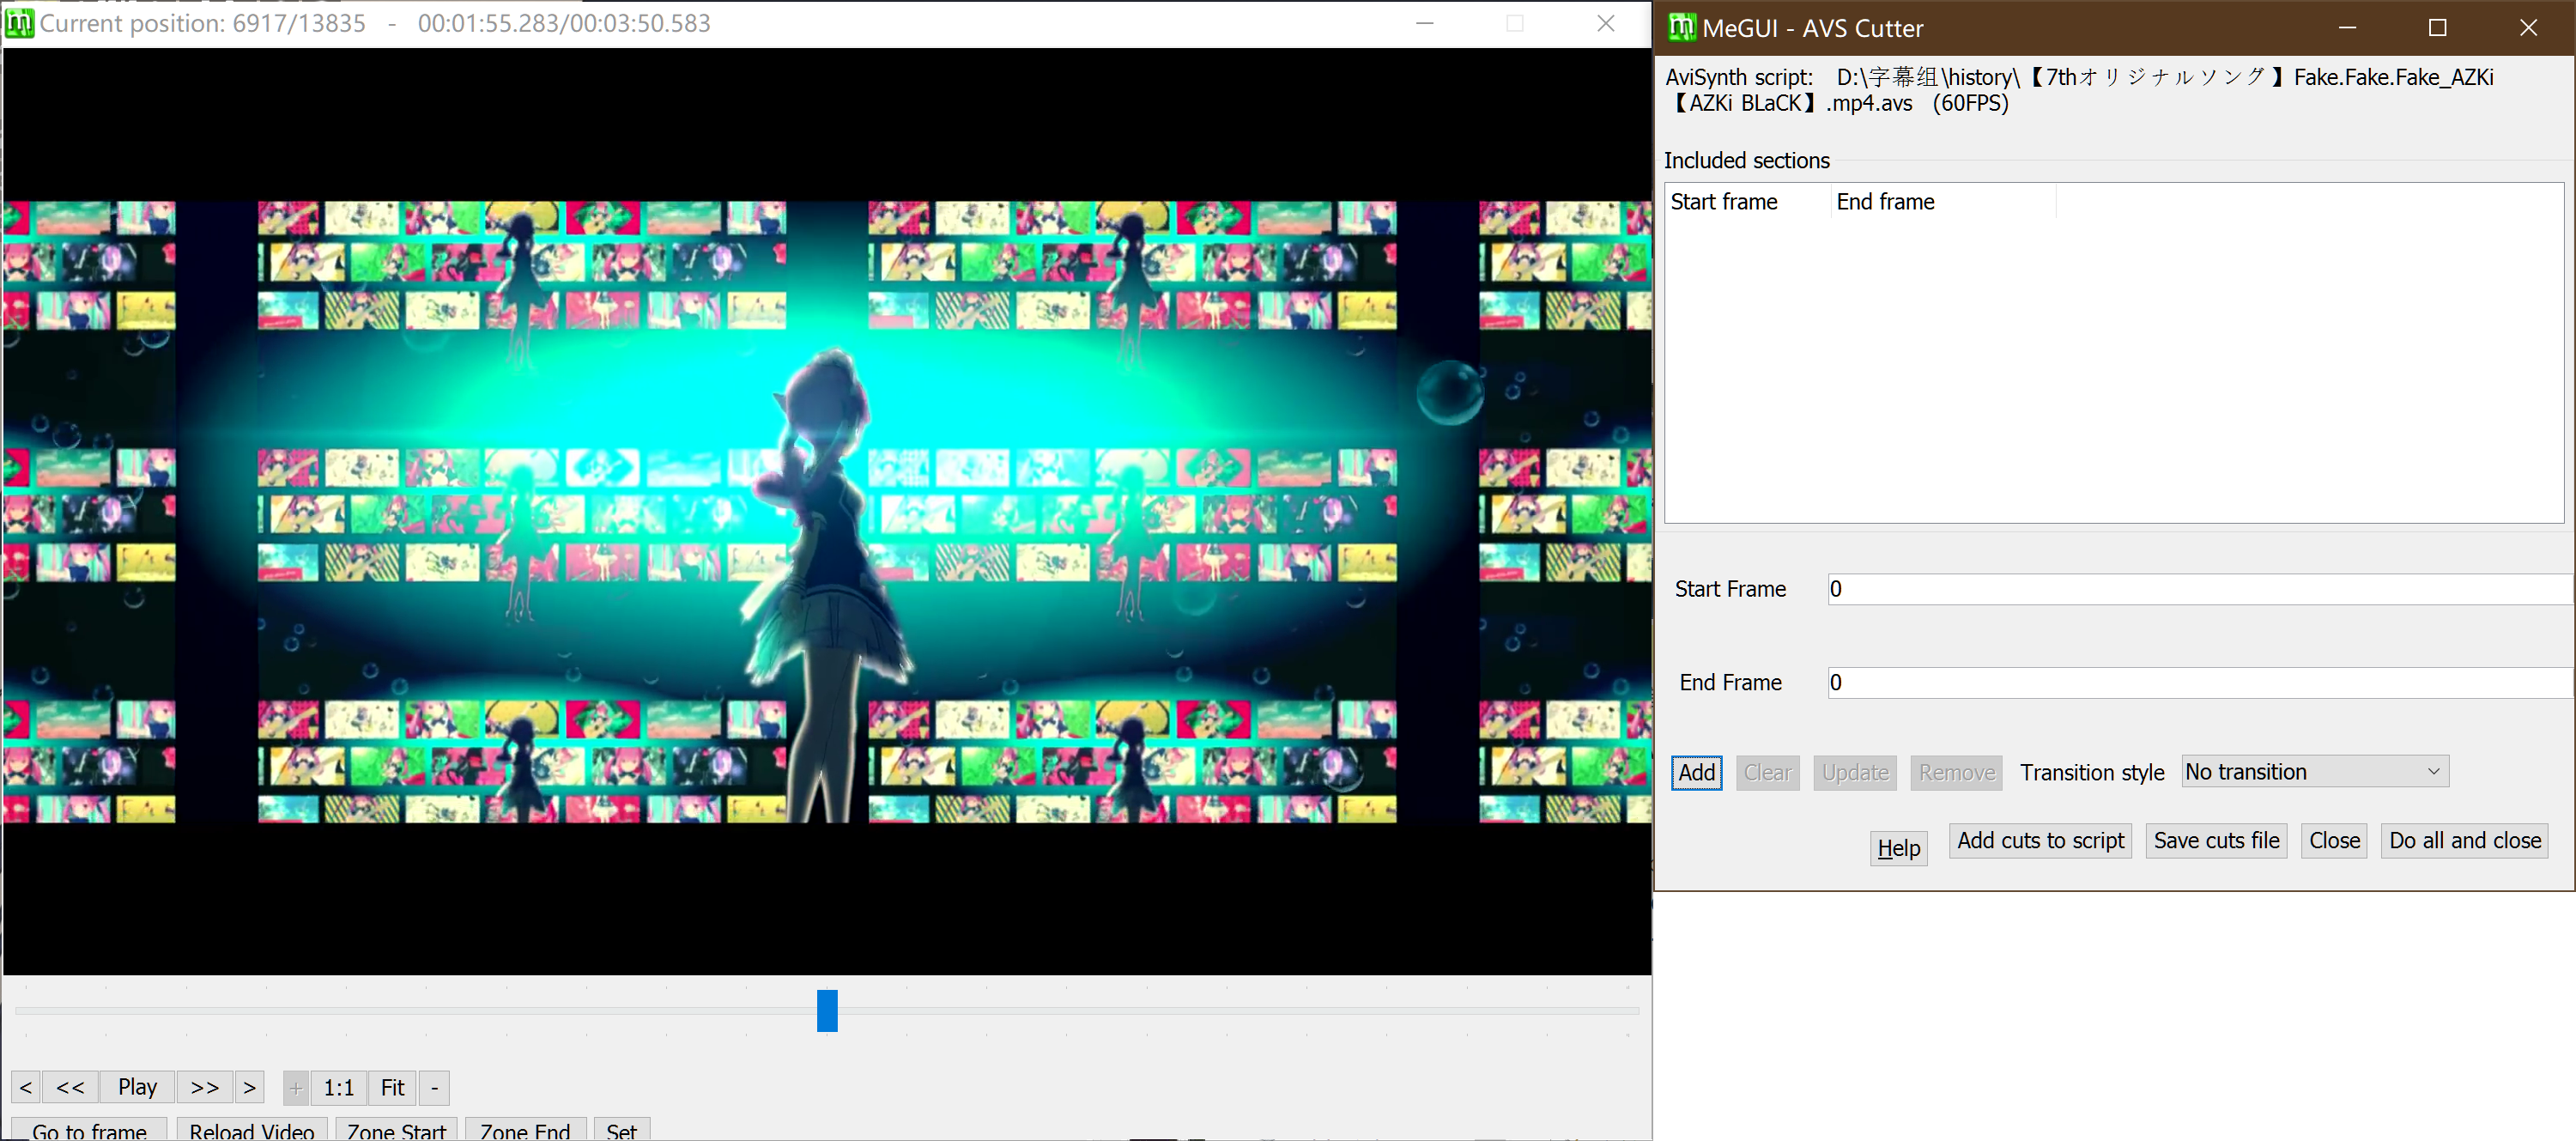 Current position: 6917/13835 - 00:01:55.283/00:03:50.583
< << Play >> > + 1:1 Fit -
Go to frame Reload Video Zone Start Zone End Set
MeGUI - AVS Cutter
AviSynth script: D:\字幕组\history\【7thオリジナルソング】Fake.Fake.Fake_AZKi
【AZKi BLaCK】.mp4.avs (60FPS)
Included sections
Start frame End frame
Start Frame 0
End Frame 0
Add Clear Update Remove Transition style No transition
Help Add cuts to script Save cuts file Close Do all and close